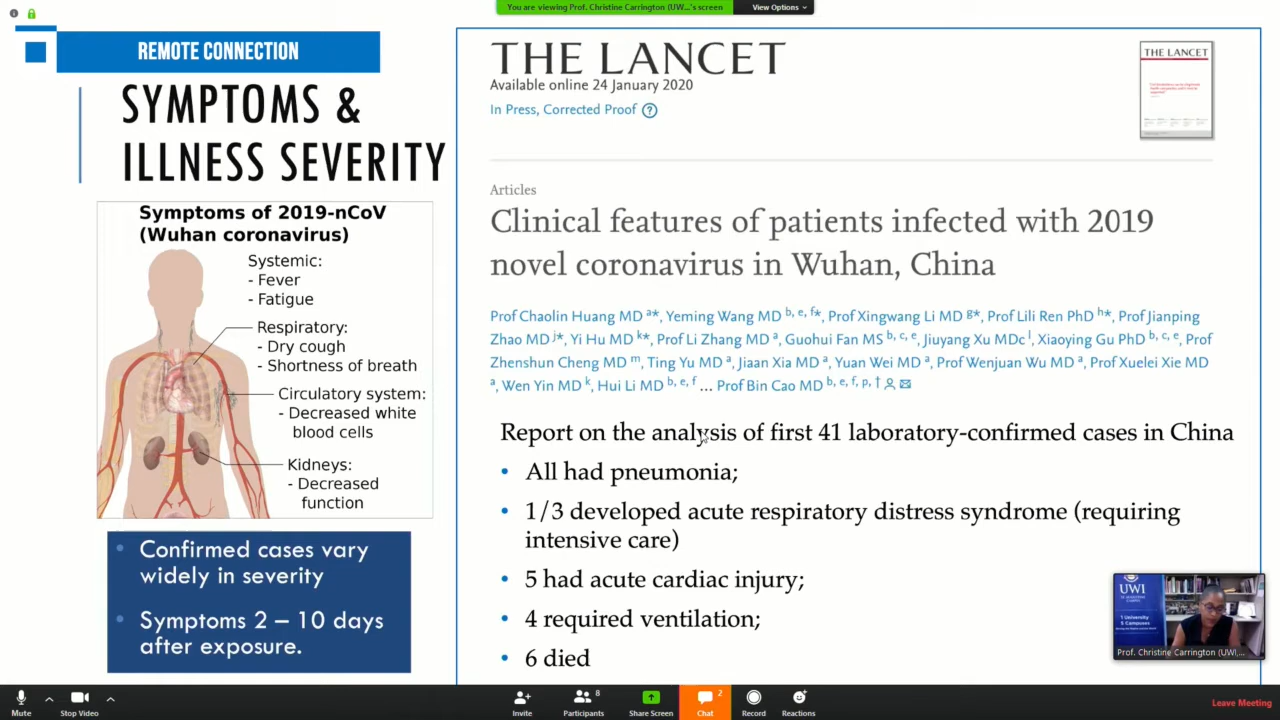 You are viewing Prof. Christine Carrington (UW...'s screen
View Options
REMOTE CONNECTION
SYMPTOMS &
ILLNESS SEVERITY
Symptoms of 2019-nCoV
(Wuhan coronavirus)
Systemic:
- Fever
- Fatigue
Respiratory:
- Dry cough
- Shortness of breath
Circulatory system:
- Decreased white
blood cells
Kidneys:
- Decreased
function
• Confirmed cases vary
widely in severity
• Symptoms 2 – 10 days
after exposure.
THE LANCET
Available online 24 January 2020
In Press, Corrected Proof ?
THE LANCET
Articles
Clinical features of patients infected with 2019
novel coronavirus in Wuhan, China
Prof Chaolin Huang MD a*, Yeming Wang MD b, e, f*, Prof Xingwang Li MD g*, Prof Lili Ren PhD h*, Prof Jianping
Zhao MD j*, Yi Hu MD k*, Prof Li Zhang MD a, Guohui Fan MS b, c, e, Jiuyang Xu MDc l, Xiaoying Gu PhD b, c, e, Prof
Zhenshun Cheng MD m, Ting Yu MD a, Jiaan Xia MD a, Yuan Wei MD a, Prof Wenjuan Wu MD a, Prof Xuelei Xie MD
a, Wen Yin MD k, Hui Li MD b, e, f ... Prof Bin Cao MD b, e, f, p, †
Report on the analysis of first 41 laboratory-confirmed cases in China
• All had pneumonia;
• 1/3 developed acute respiratory distress syndrome (requiring
intensive care)
• 5 had acute cardiac injury;
• 4 required ventilation;
• 6 died
UWI
1 University
5 Campuses
Prof. Christine Carrington (UWI,...
Mute
Stop Video
Invite
8
Participants
Share Screen
2
Chat
Record
Reactions
Leave Meeting